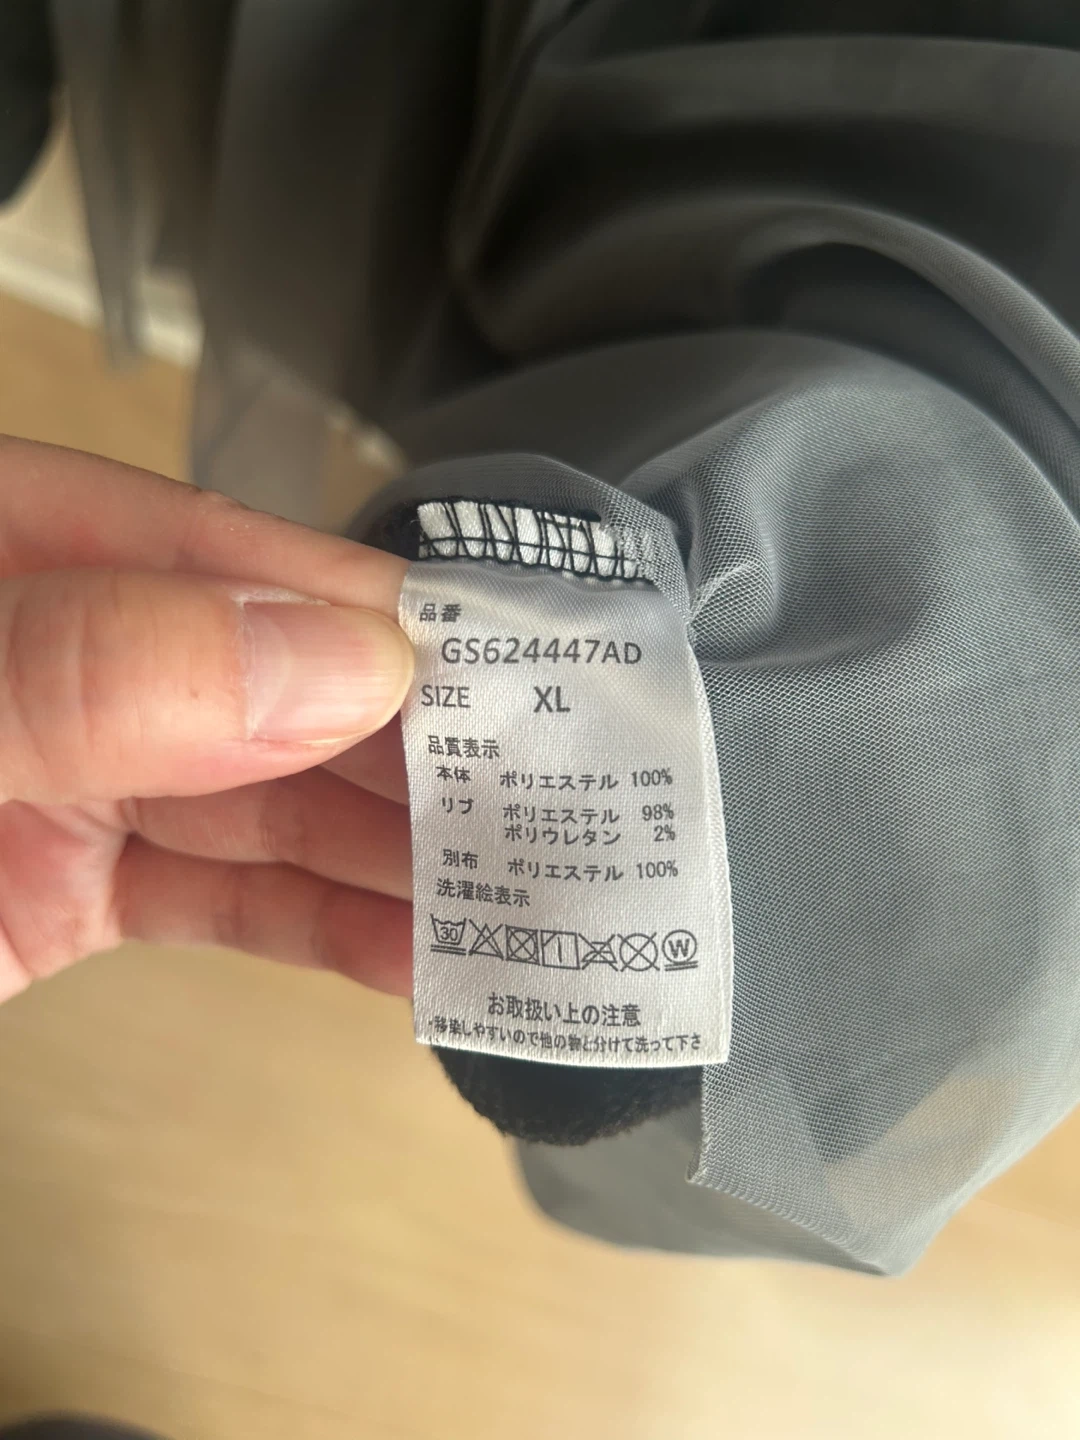 品番
GS624447AD
SIZE XL
品質表示
本体 ポリエステル 100%
リブ ポリエステル 98%
ポリウレタン 2%
別布 ポリエステル 100%
洗濯絵表示
30 W
お取扱い上の注意
・移染しやすいので他の物と分けて洗って下さ